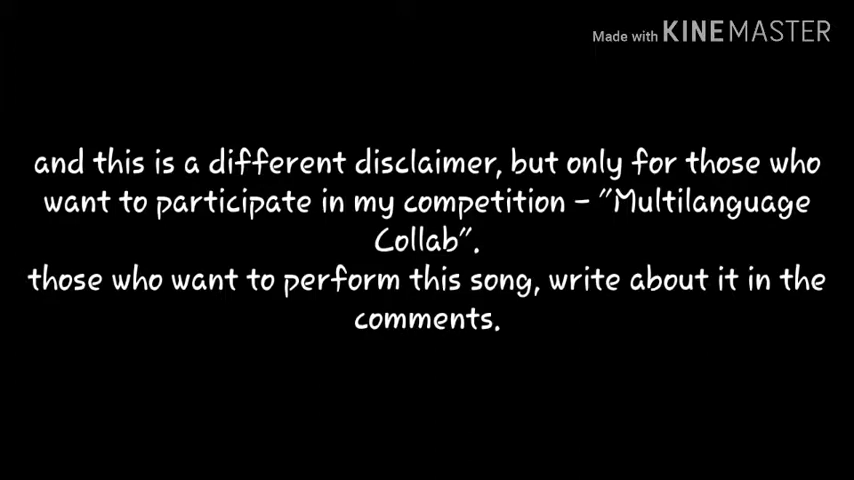 Made with KINEMASTER
and this is a different disclaimer, but only for those who
want to participate in my competition - "Multilanguage
Collab".
those who want to perform this song, write about it in the
comments.